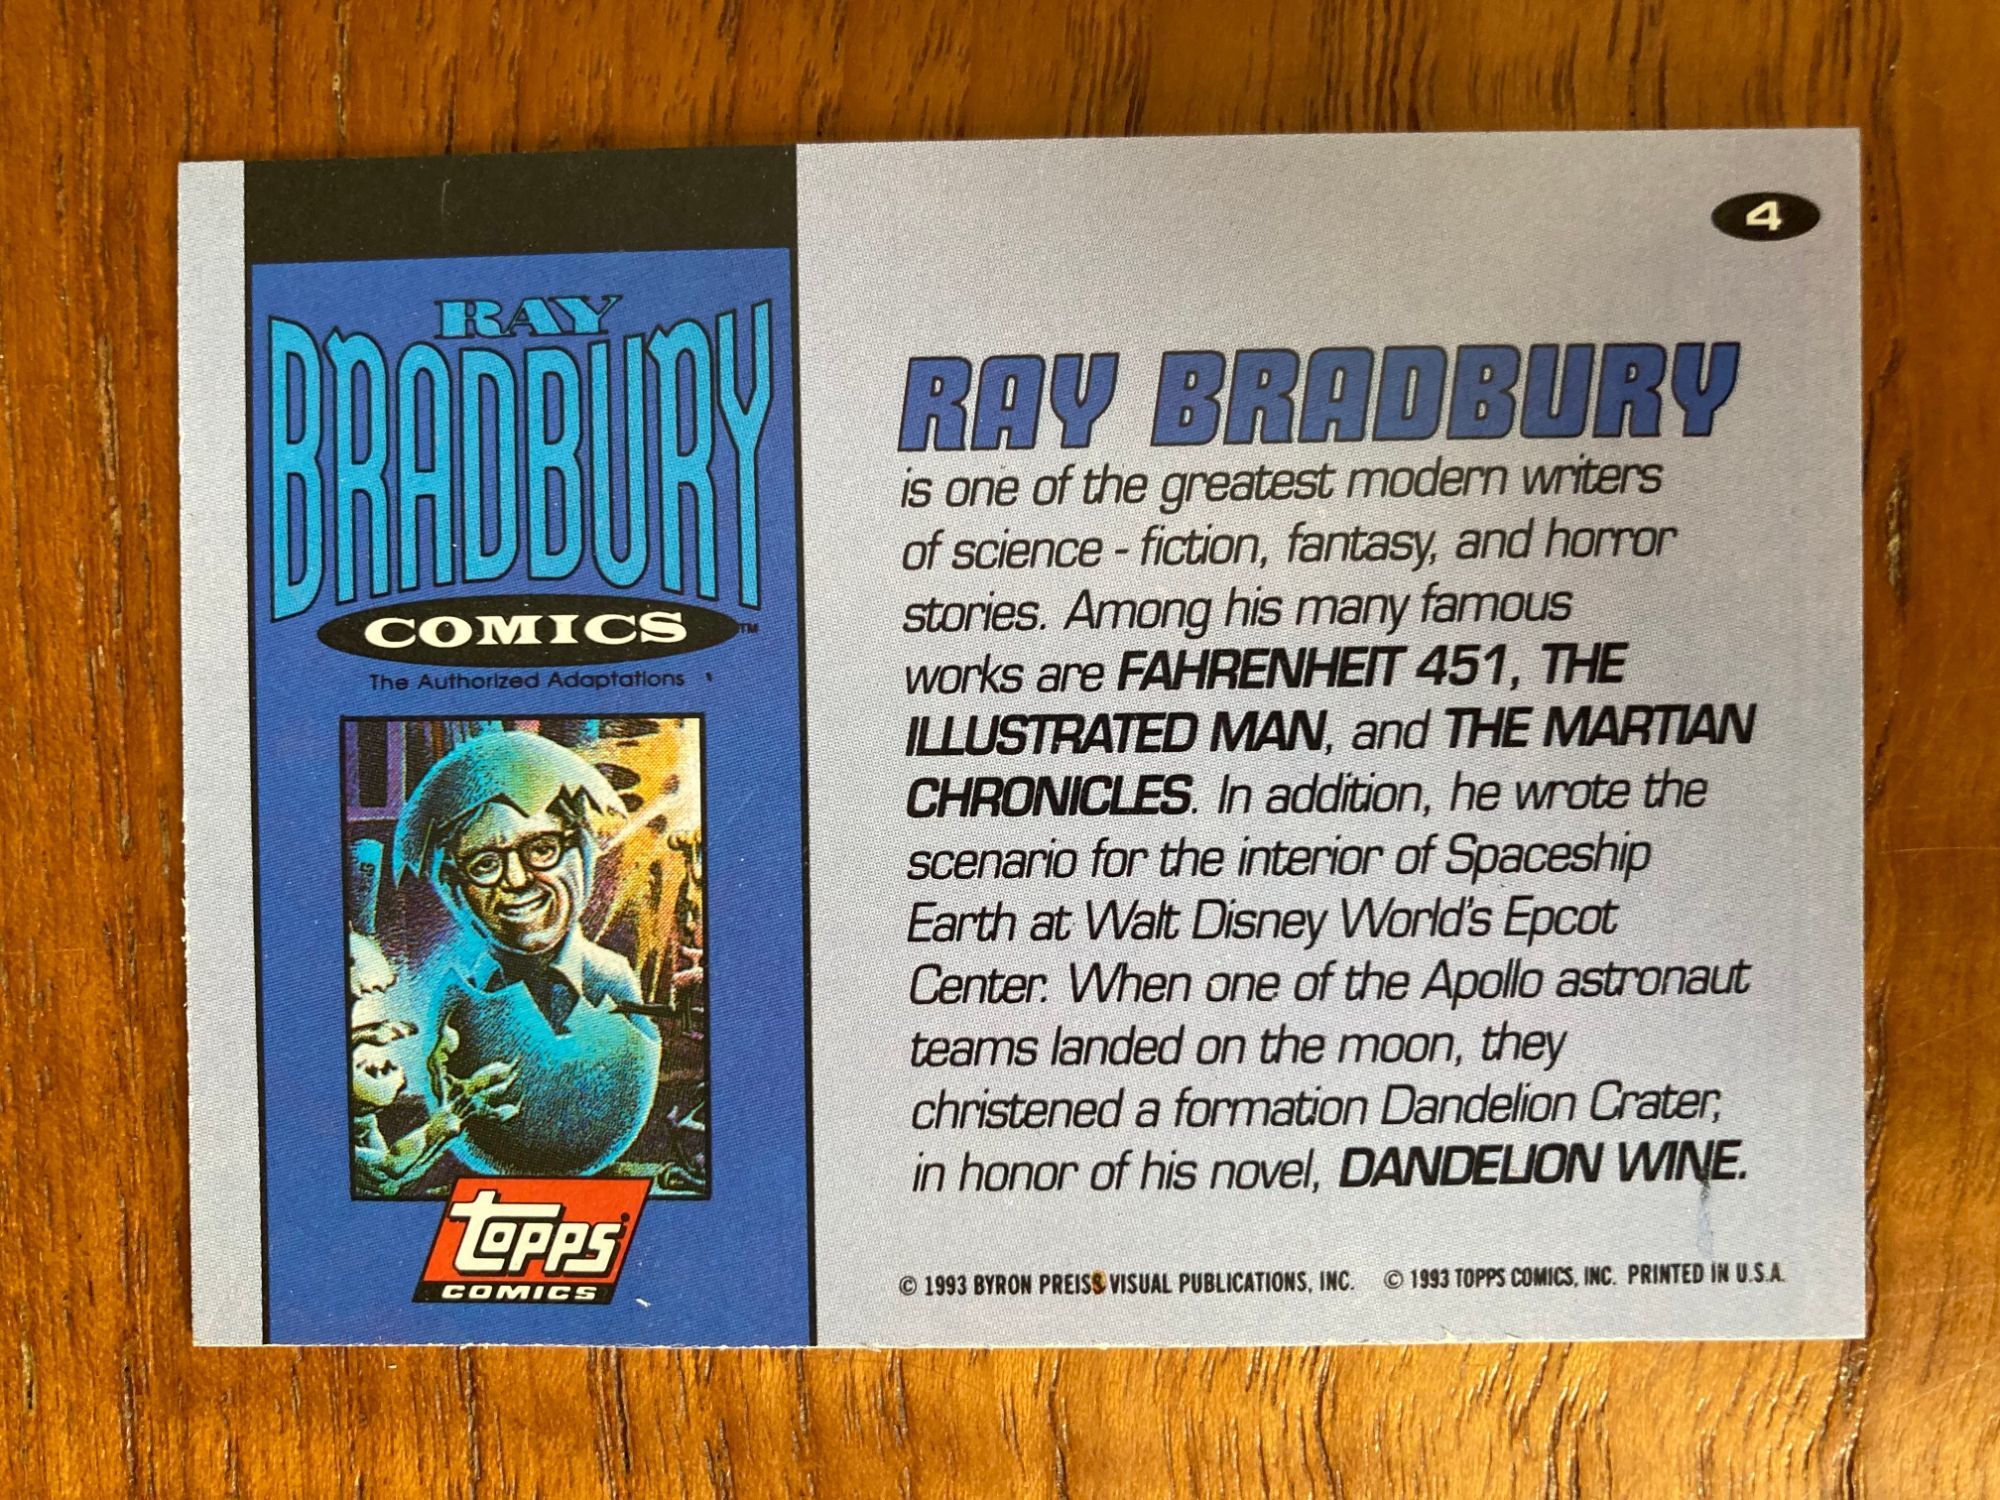 RAY
BRADBURY
COMICS™
The Authorized Adaptations
topps
COMICS
4
RAY BRADBURY
is one of the greatest modern writers
of science - fiction, fantasy, and horror
stories. Among his many famous
works are FAHRENHEIT 451, THE
ILLUSTRATED MAN, and THE MARTIAN
CHRONICLES. In addition, he wrote the
scenario for the interior of Spaceship
Earth at Walt Disney World's Epcot
Center. When one of the Apollo astronaut
teams landed on the moon, they
christened a formation Dandelion Crater,
in honor of his novel, DANDELION WINE.
© 1993 BYRON PREISS VISUAL PUBLICATIONS, INC. © 1993 TOPPS COMICS, INC. PRINTED IN U.S.A.